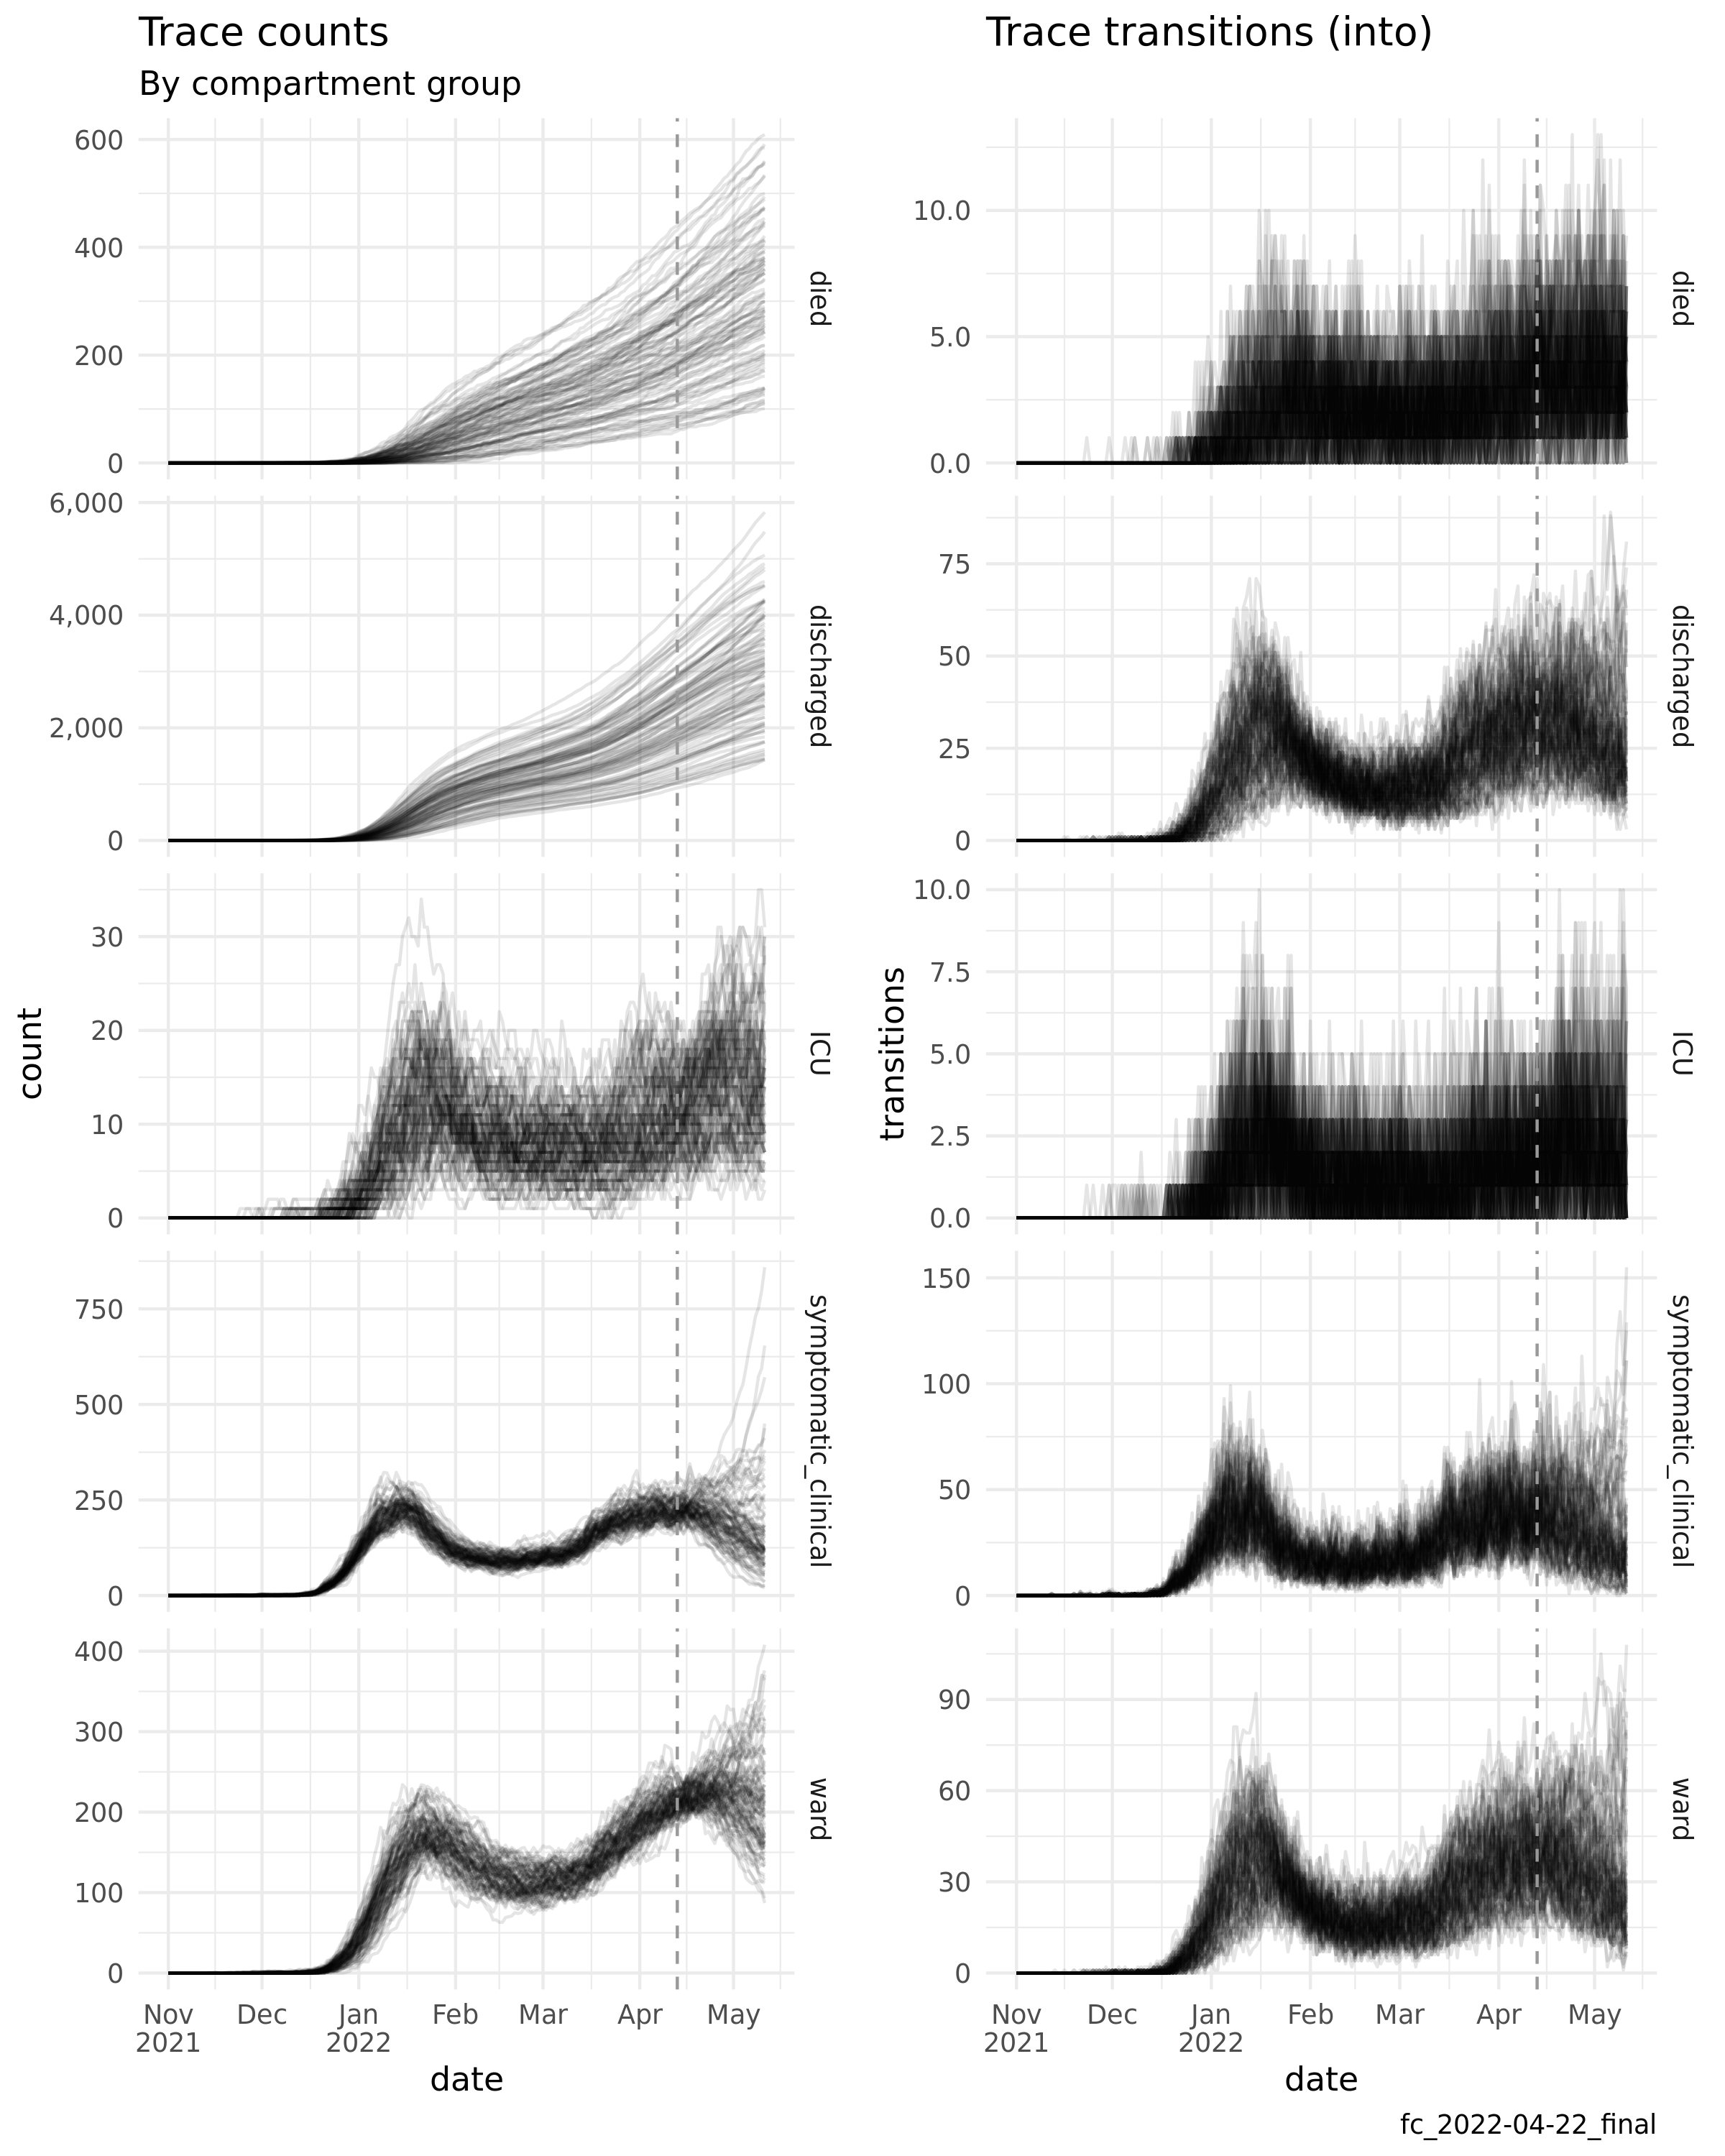 Trace counts
By compartment group
count
600
400
200
0
died
6,000
4,000
2,000
0
discharged
30
20
10
0
ICU
750
500
250
0
symptomatic_clinical
400
300
200
100
0
ward
Nov Dec Jan Feb Mar Apr May
2021 2022
date
Trace transitions (into)
transitions
10.0
5.0
0.0
died
75
50
25
0
discharged
10.0
7.5
5.0
2.5
0.0
ICU
150
100
50
0
symptomatic_clinical
90
60
30
0
ward
Nov Dec Jan Feb Mar Apr May
2021 2022
date
fc_2022-04-22_final